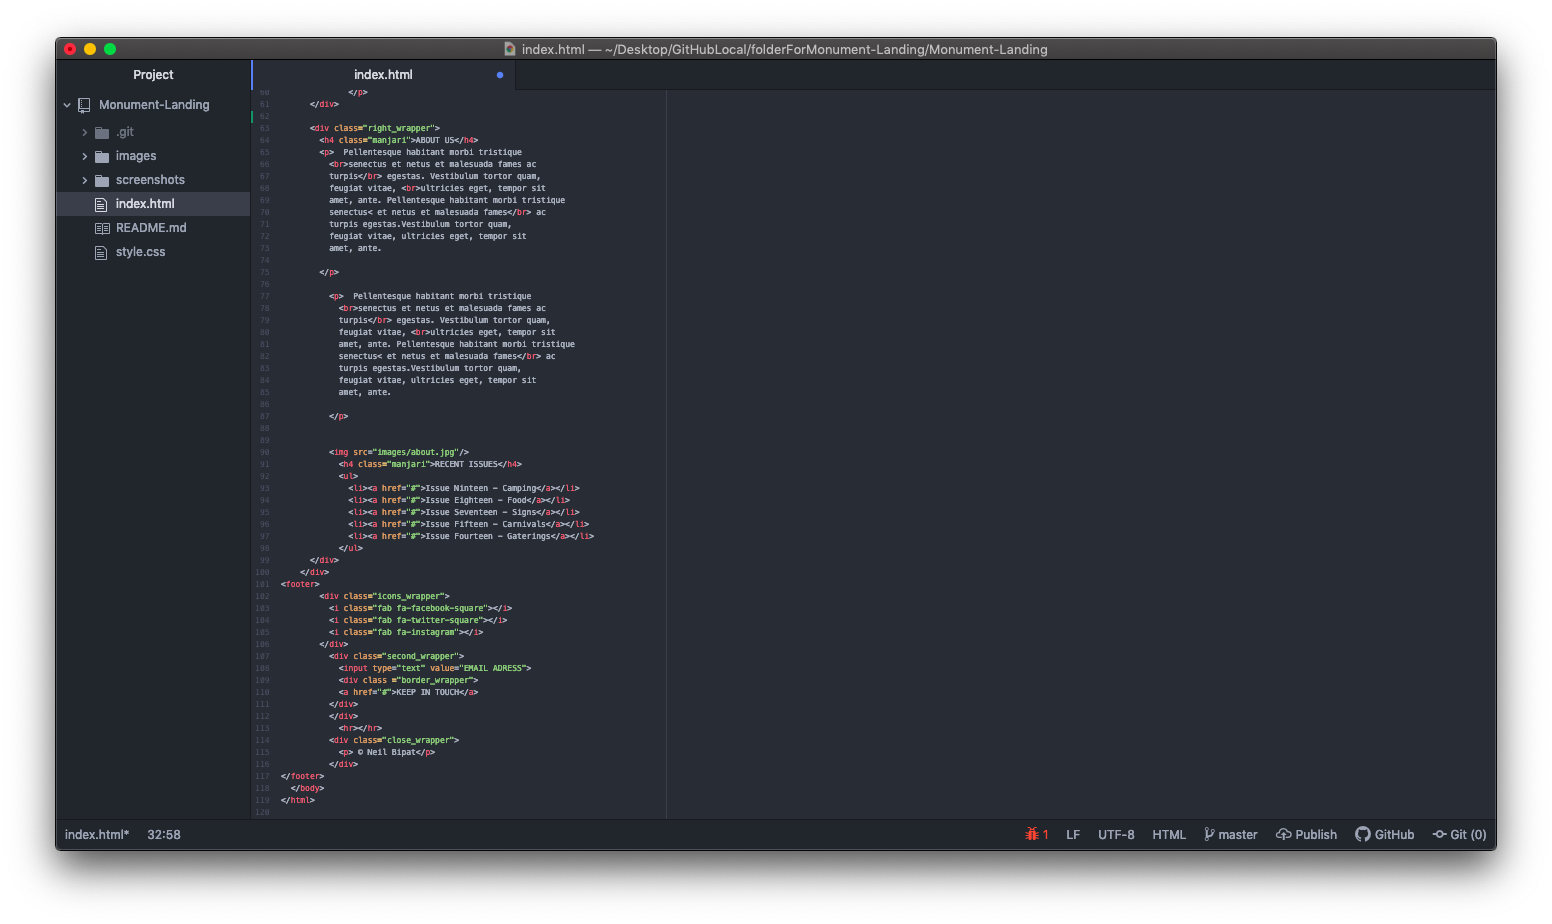 index.html — ~/Desktop/GitHubLocal/folderForMonument-Landing/Monument-Landing
Project
index.html
Monument-Landing
.git
images
screenshots
index.html
README.md
style.css
60 </p>
61 </div>
62
63 <div class="right_wrapper">
64 <h4 class="manjari">ABOUT US</h4>
65 <p>  Pellentesque habitant morbi tristique
66 <br>senectus et netus et malesuada fames ac
67 turpis</br> egestas. Vestibulum tortor quam,
68 feugiat vitae, <br>ultricies eget, tempor sit
69 amet, ante. Pellentesque habitant morbi tristique
70 senectus< et netus et malesuada fames</br> ac
71 turpis egestas.Vestibulum tortor quam,
72 feugiat vitae, ultricies eget, tempor sit
73 amet, ante.
74
75 </p>
76
77 <p>  Pellentesque habitant morbi tristique
78 <br>senectus et netus et malesuada fames ac
79 turpis</br> egestas. Vestibulum tortor quam,
80 feugiat vitae, <br>ultricies eget, tempor sit
81 amet, ante. Pellentesque habitant morbi tristique
82 senectus< et netus et malesuada fames</br> ac
83 turpis egestas.Vestibulum tortor quam,
84 feugiat vitae, ultricies eget, tempor sit
85 amet, ante.
86
87 </p>
88
89
90 <img src="images/about.jpg"/>
91 <h4 class="manjari">RECENT ISSUES</h4>
92 <ul>
93 <li><a href="#">Issue Ninteen - Camping</a></li>
94 <li><a href="#">Issue Eighteen - Food</a></li>
95 <li><a href="#">Issue Seventeen - Signs</a></li>
96 <li><a href="#">Issue Fifteen - Carnivals</a></li>
97 <li><a href="#">Issue Fourteen - Gaterings</a></li>
98 </ul>
99 </div>
100 </div>
101 <footer>
102 <div class="icons_wrapper">
103 <i class="fab fa-facebook-square"></i>
104 <i class="fab fa-twitter-square"></i>
105 <i class="fab fa-instagram"></i>
106 </div>
107 <div class="second_wrapper">
108 <input type="text" value="EMAIL ADRESS">
109 <div class ="border_wrapper">
110 <a href="#">KEEP IN TOUCH</a>
111 </div>
112 </div>
113 <hr></hr>
114 <div class="close_wrapper">
115 <p> © Neil Bipat</p>
116 </div>
117 </footer>
118 </body>
119 </html>
120
index.html* 32:58 1 LF UTF-8 HTML master Publish GitHub Git (0)